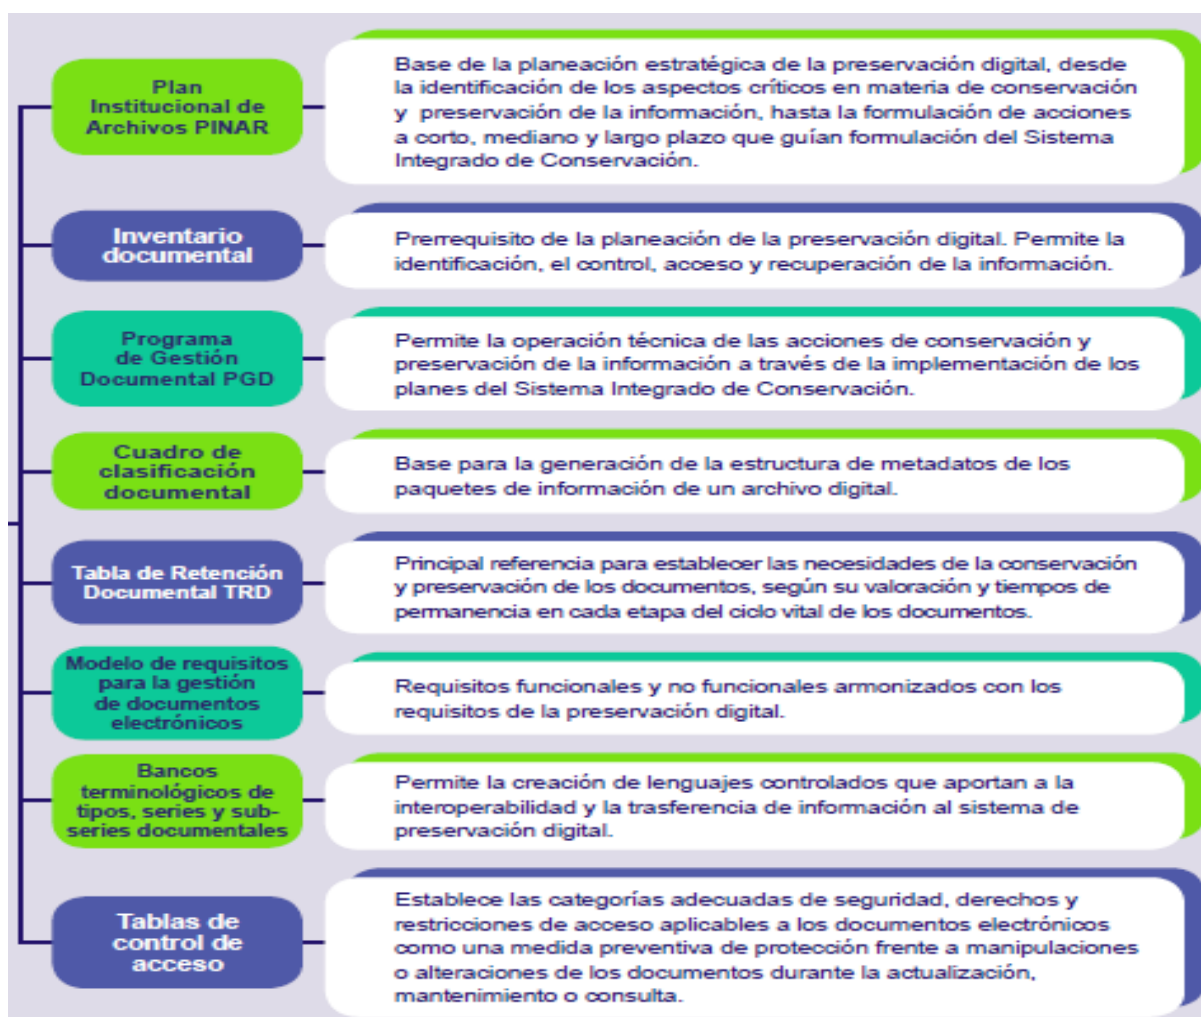 Plan
Institucional de
Archivos PINAR
Base de la planeación estratégica de la preservación digital, desde
la identificación de los aspectos críticos en materia de conservación
y preservación de la información, hasta la formulación de acciones
a corto, mediano y largo plazo que guían formulación del Sistema
Integrado de Conservación.
Inventario
documental
Prerrequisito de la planeación de la preservación digital. Permite la
identificación, el control, acceso y recuperación de la información.
Programa
de Gestión
Documental PGD
Permite la operación técnica de las acciones de conservación y
preservación de la información a través de la implementación de los
planes del Sistema Integrado de Conservación.
Cuadro de
clasificación
documental
Base para la generación de la estructura de metadatos de los
paquetes de información de un archivo digital.
Tabla de Retención
Documental TRD
Principal referencia para establecer las necesidades de la conservación
y preservación de los documentos, según su valoración y tiempos de
permanencia en cada etapa del ciclo vital de los documentos.
Modelo de requisitos
para la gestión
de documentos
electrónicos
Requisitos funcionales y no funcionales armonizados con los
requisitos de la preservación digital.
Bancos
terminológicos de
tipos, series y sub-
series documentales
Permite la creación de lenguajes controlados que aportan a la
interoperabilidad y la trasferencia de información al sistema de
preservación digital.
Tablas de
control de
acceso
Establece las categorías adecuadas de seguridad, derechos y
restricciones de acceso aplicables a los documentos electrónicos
como una medida preventiva de protección frente a manipulaciones
o alteraciones de los documentos durante la actualización,
mantenimiento o consulta.